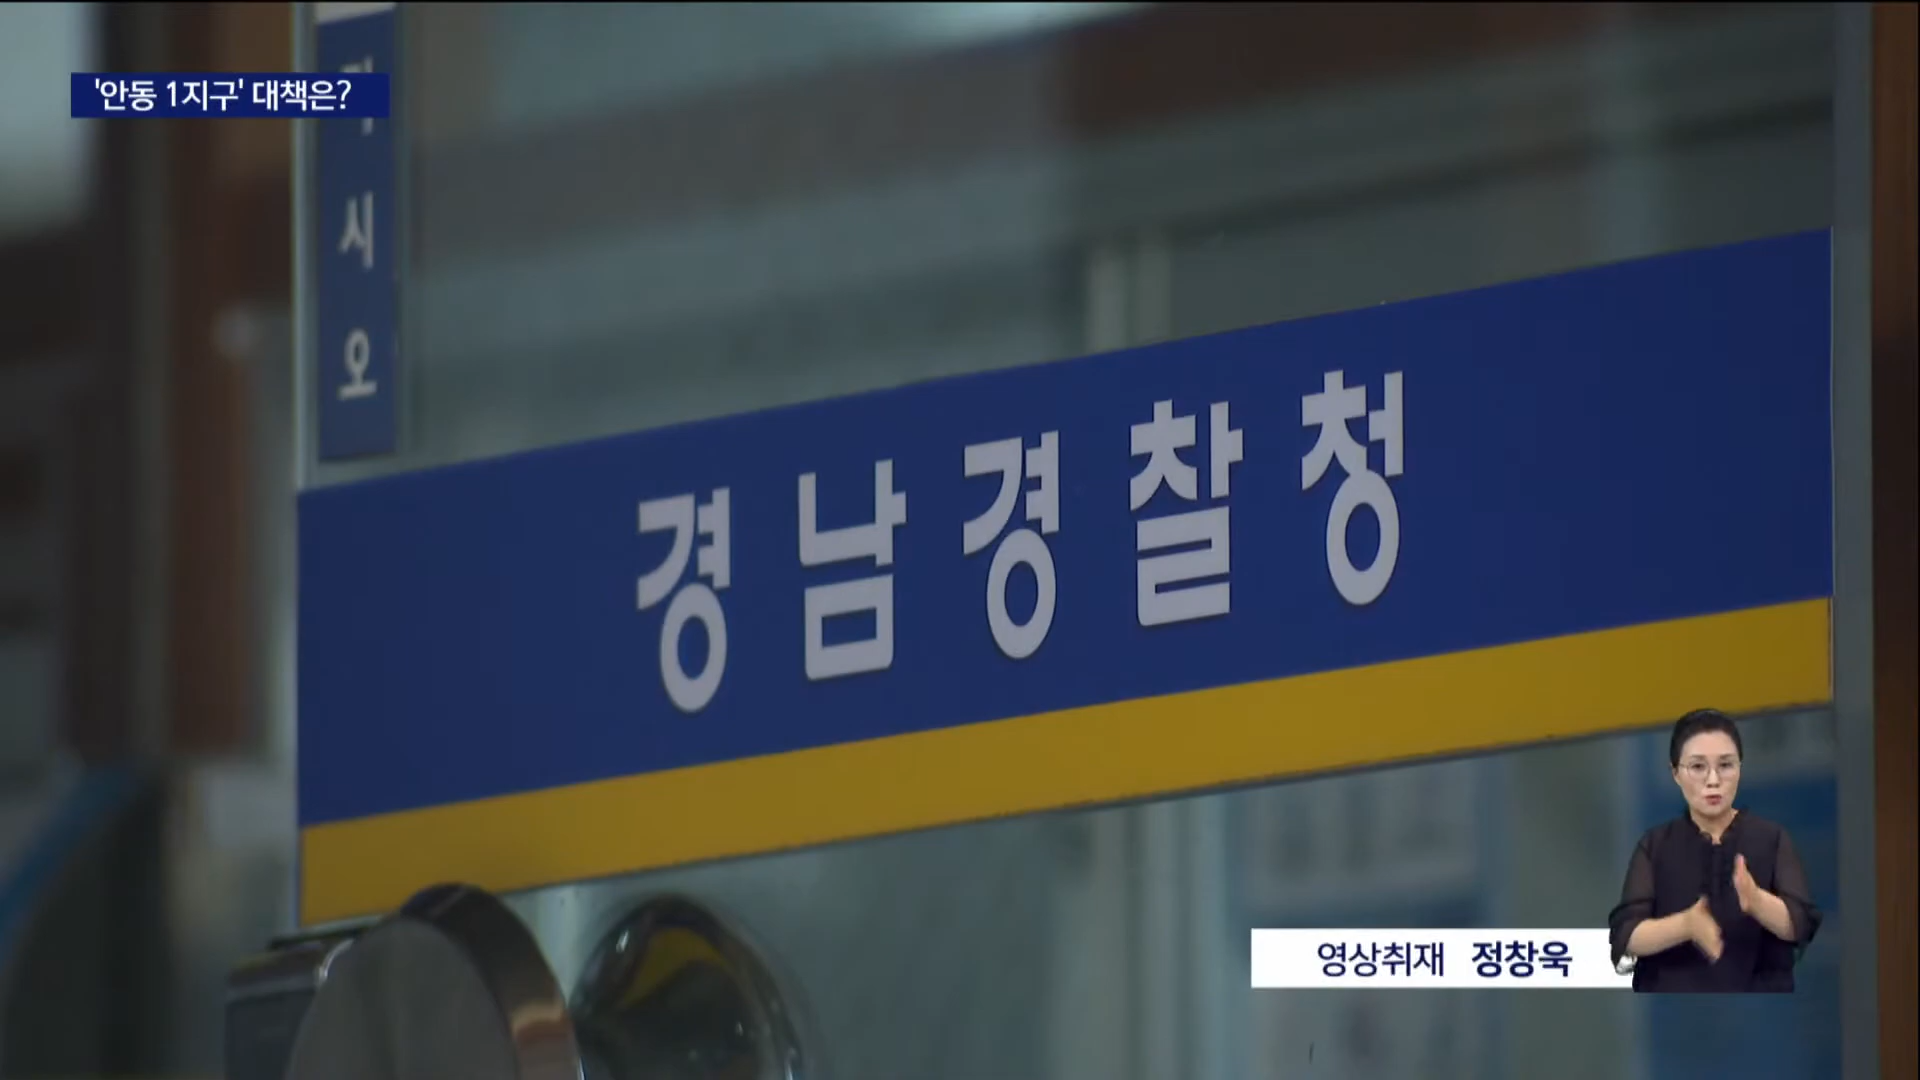 '안동 1지구' 대책은?
시
오
경남경찰청
영상취재 정창욱